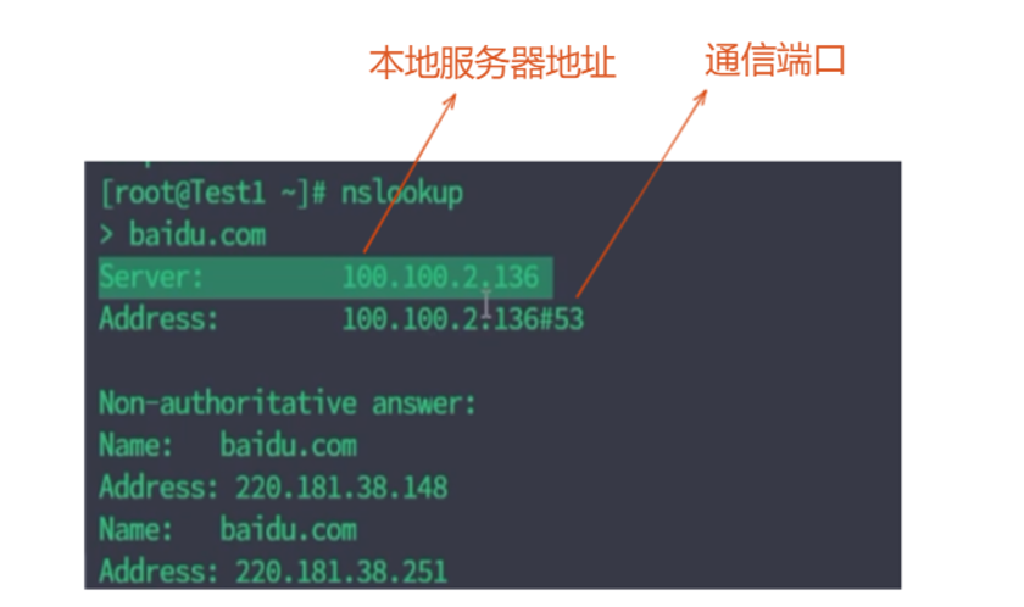 本地服务器地址
通信端口
[root@Test1 ~]# nslookup
> baidu.com
Server: 100.100.2.136
Address: 100.100.2.136#53
Non-authoritative answer:
Name: baidu.com
Address: 220.181.38.148
Name: baidu.com
Address: 220.181.38.251